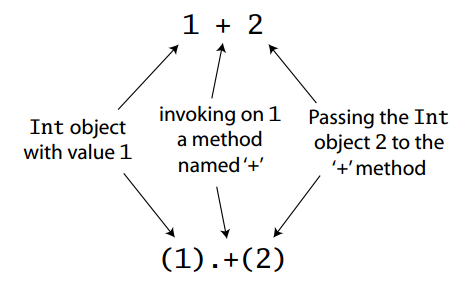 1 + 2
Int object
with value 1
invoking on 1
a method
named ‘+’
Passing the Int
object 2 to the
‘+’ method
(1).+(2)